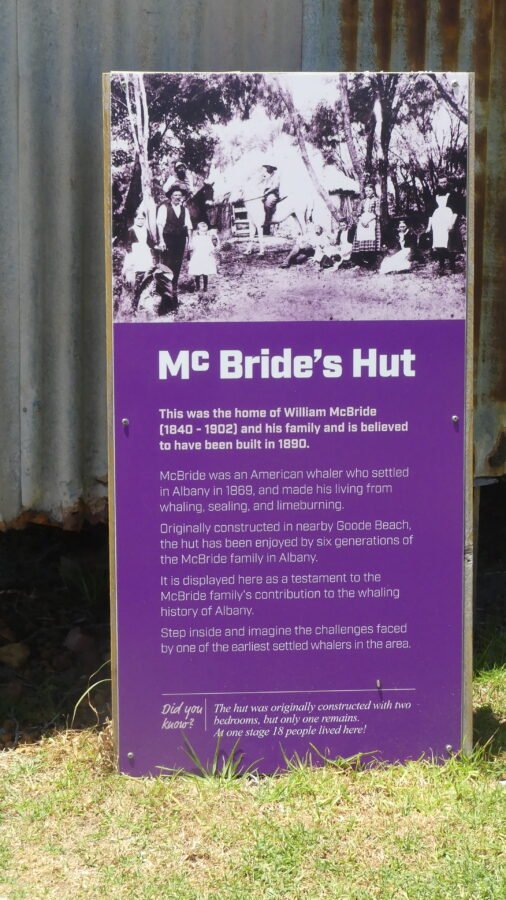 Mc Bride's Hut
This was the home of William McBride
(1840 - 1902) and his family and is believed
to have been built in 1890.
McBride was an American whaler who settled
in Albany in 1869, and made his living from
whaling, sealing, and limeburning.
Originally constructed in nearby Goode Beach,
the hut has been enjoyed by six generations of
the McBride family in Albany.
It is displayed here as a testament to the
McBride family's contribution to the whaling
history of Albany.
Step inside and imagine the challenges faced
by one of the earliest settled whalers in the area.
Did you
know?
The hut was originally constructed with two
bedrooms, but only one remains.
At one stage 18 people lived here!